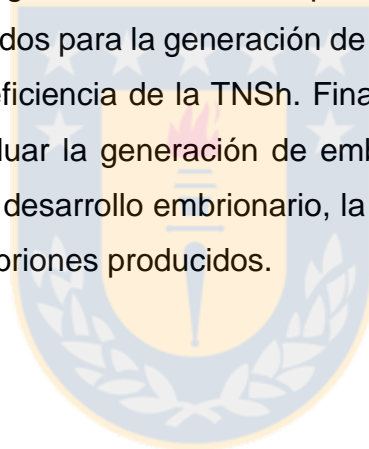 dos para la generación de
eficiencia de la TNSh. Fina
luar la generación de emb
desarrollo embrionario, la
briones producidos.